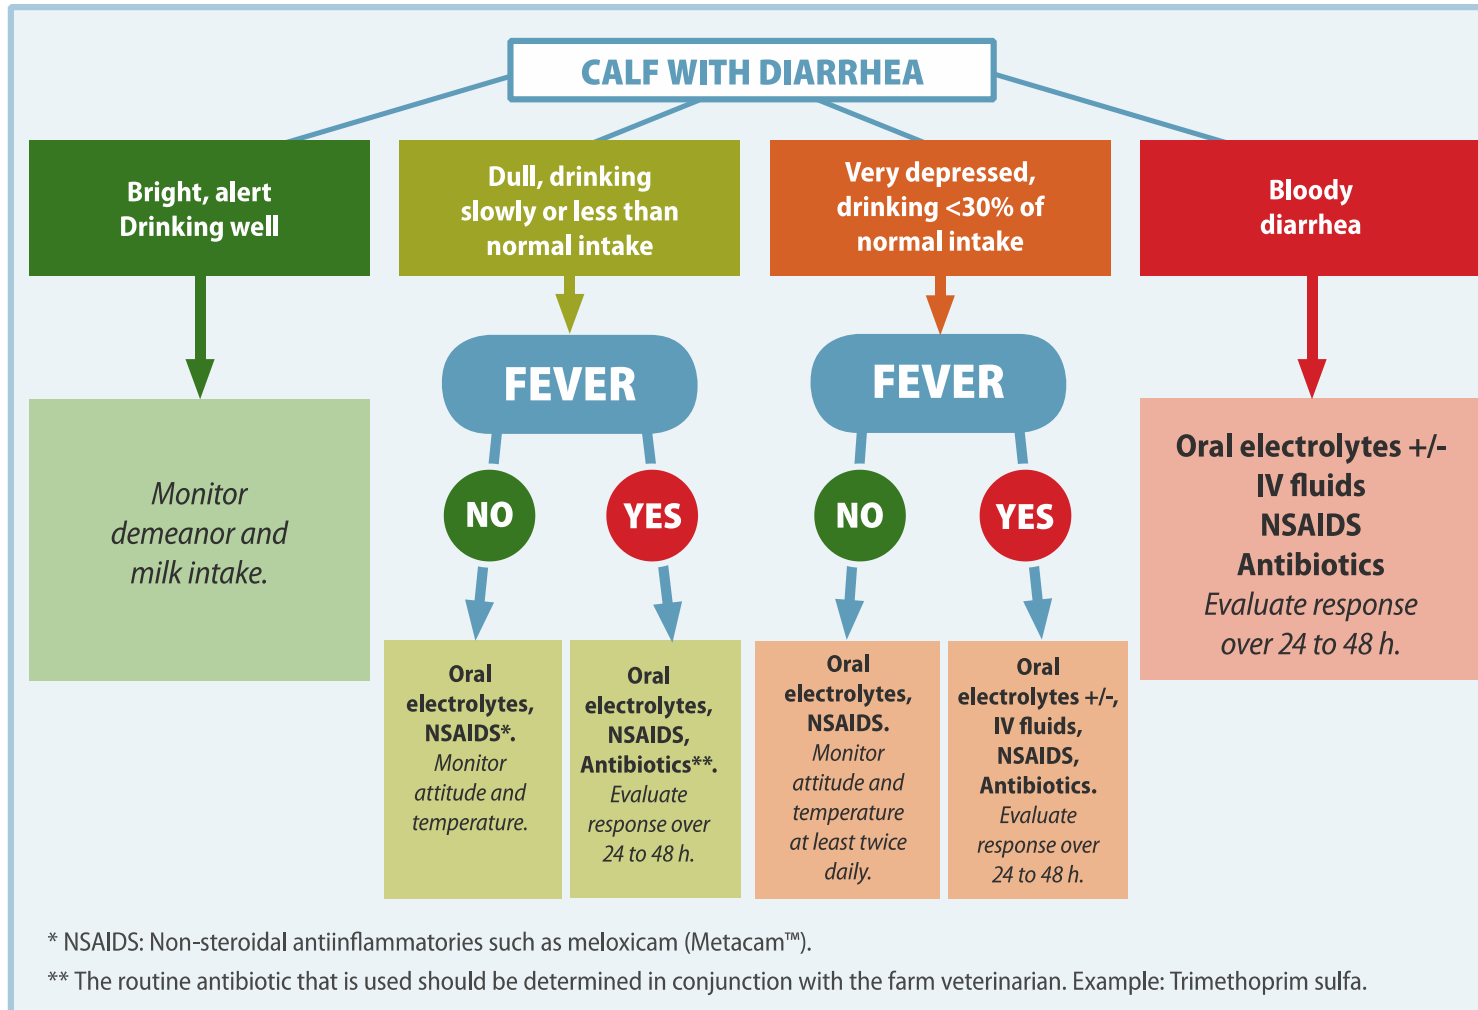 CALF WITH DIARRHEA
Bright, alert
Drinking well
Dull, drinking
slowly or less than
normal intake
Very depressed,
drinking <30% of
normal intake
Bloody
diarrhea
FEVER
FEVER
NO
YES
NO
YES
Monitor
demeanor and
milk intake.
Oral
electrolytes,
NSAIDS*.
Monitor
attitude and
temperature.
Oral
electrolytes,
NSAIDS,
Antibiotics**.
Evaluate
response over
24 to 48 h.
Oral
electrolytes,
NSAIDS.
Monitor
attitude and
temperature
at least twice
daily.
Oral
electrolytes +/-,
IV fluids,
NSAIDS,
Antibiotics.
Evaluate
response over
24 to 48 h.
Oral electrolytes +/-
IV fluids
NSAIDS
Antibiotics
Evaluate response
over 24 to 48 h.
* NSAIDS: Non-steroidal antiinflammatories such as meloxicam (Metacam™).
** The routine antibiotic that is used should be determined in conjunction with the farm veterinarian. Example: Trimethoprim sulfa.